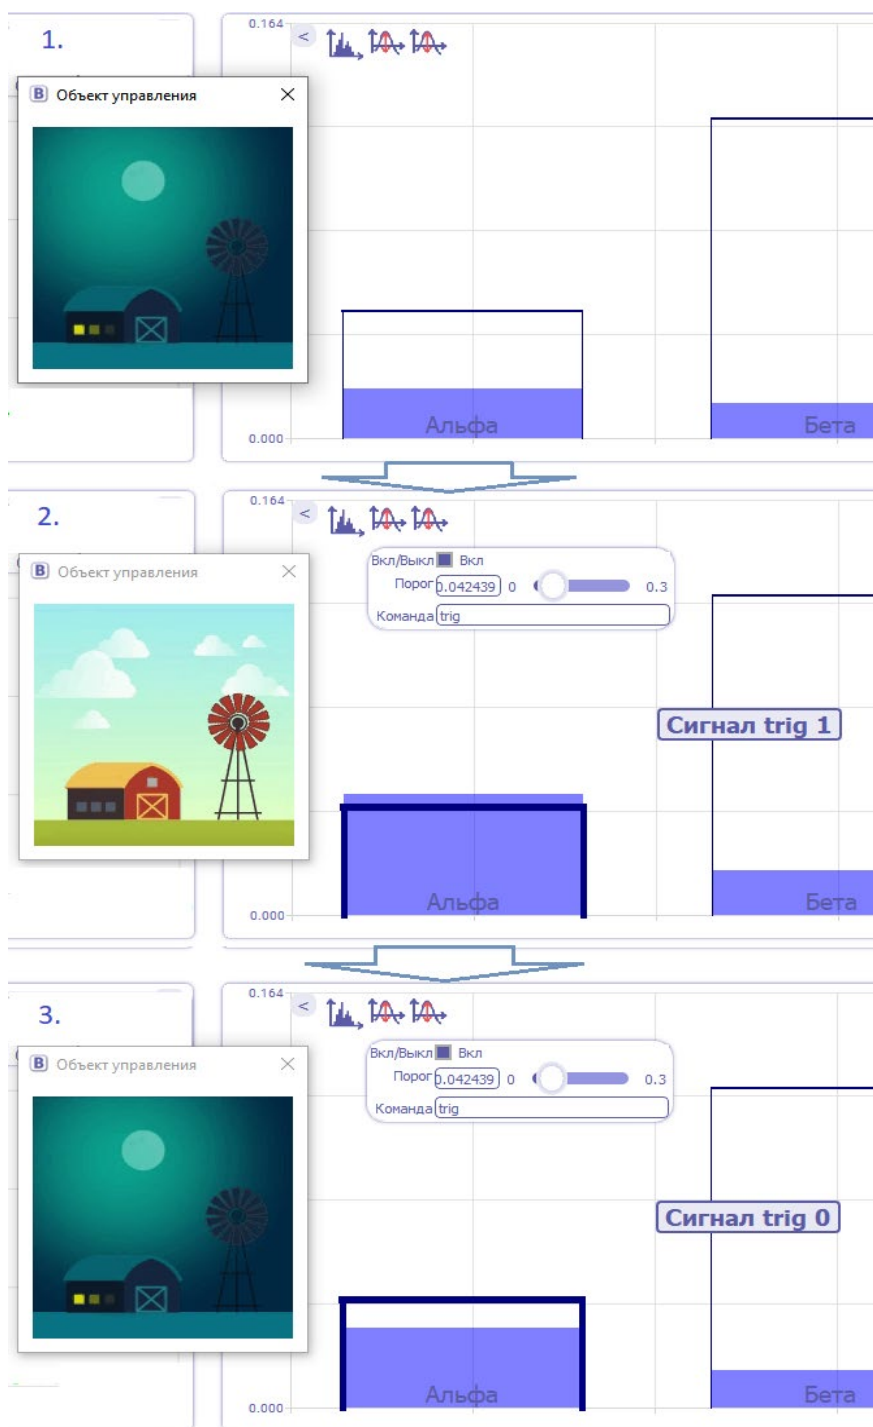 1.
0.164
<
B Объект управления
Альфа
Бета
0.000
2.
0.164
<
B Объект управления
Вкл/Выкл Вкл
Порог 0.042439 0 0.3
Команда trig
Сигнал trig 1
Альфа
Бета
0.000
3.
0.164
<
B Объект управления
Вкл/Выкл Вкл
Порог 0.042439 0 0.3
Команда trig
Сигнал trig 0
Альфа
Бета
0.000